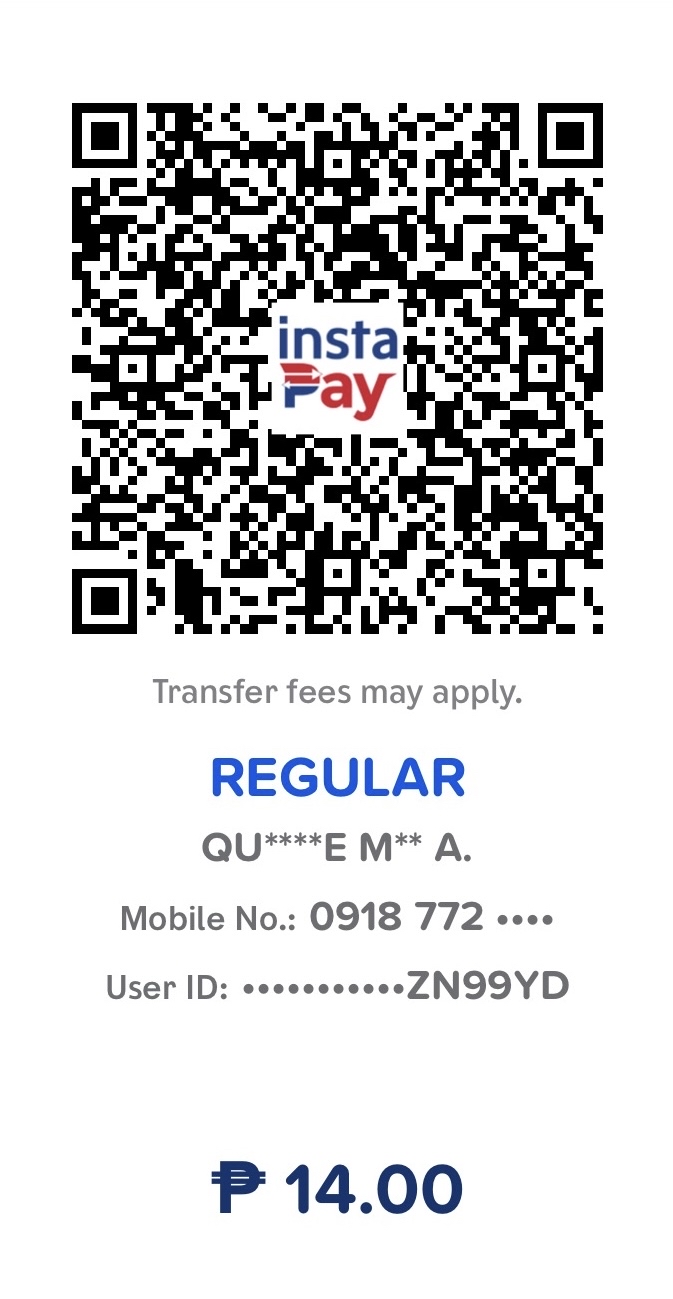 insta
Pay
Transfer fees may apply.
REGULAR
QU****E M** A.
Mobile No.: 0918 772 ••••
User ID: •••••••••••ZN99YD
₱ 14.00